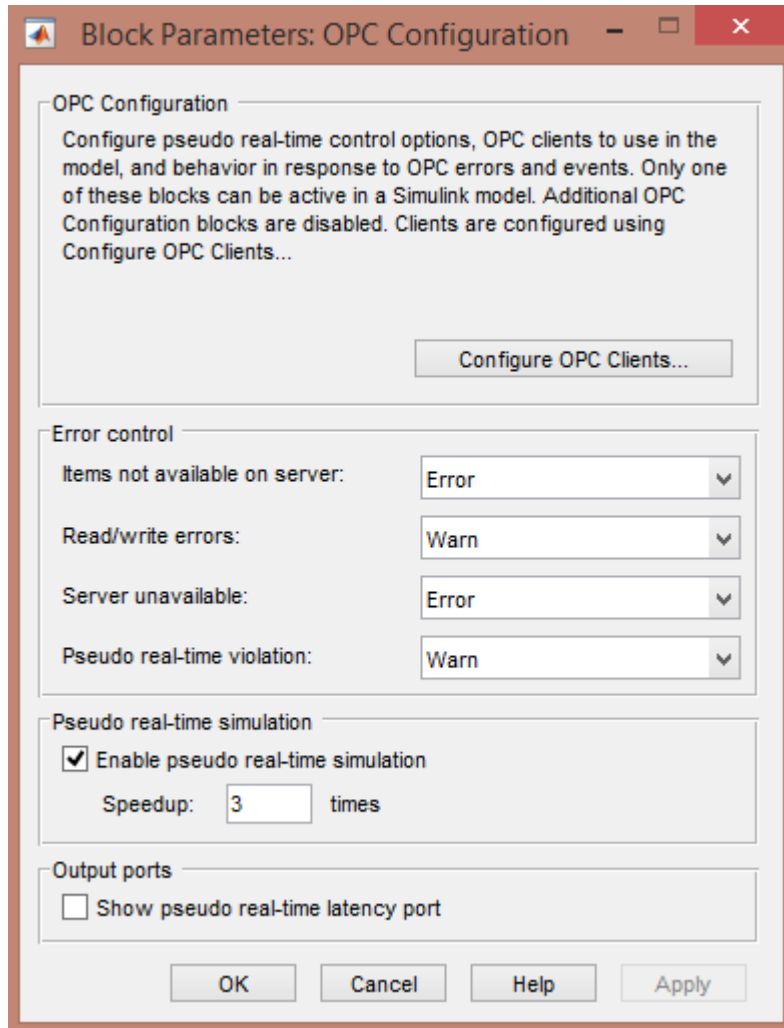 Block Parameters: OPC Configuration
OPC Configuration
Configure pseudo real-time control options, OPC clients to use in the
model, and behavior in response to OPC errors and events. Only one
of these blocks can be active in a Simulink model. Additional OPC
Configuration blocks are disabled. Clients are configured using
Configure OPC Clients...
Configure OPC Clients...
Error control
Items not available on server: Error
Read/write errors: Warn
Server unavailable: Error
Pseudo real-time violation: Warn
Pseudo real-time simulation
Enable pseudo real-time simulation
Speedup: 3 times
Output ports
Show pseudo real-time latency port
OK Cancel Help Apply